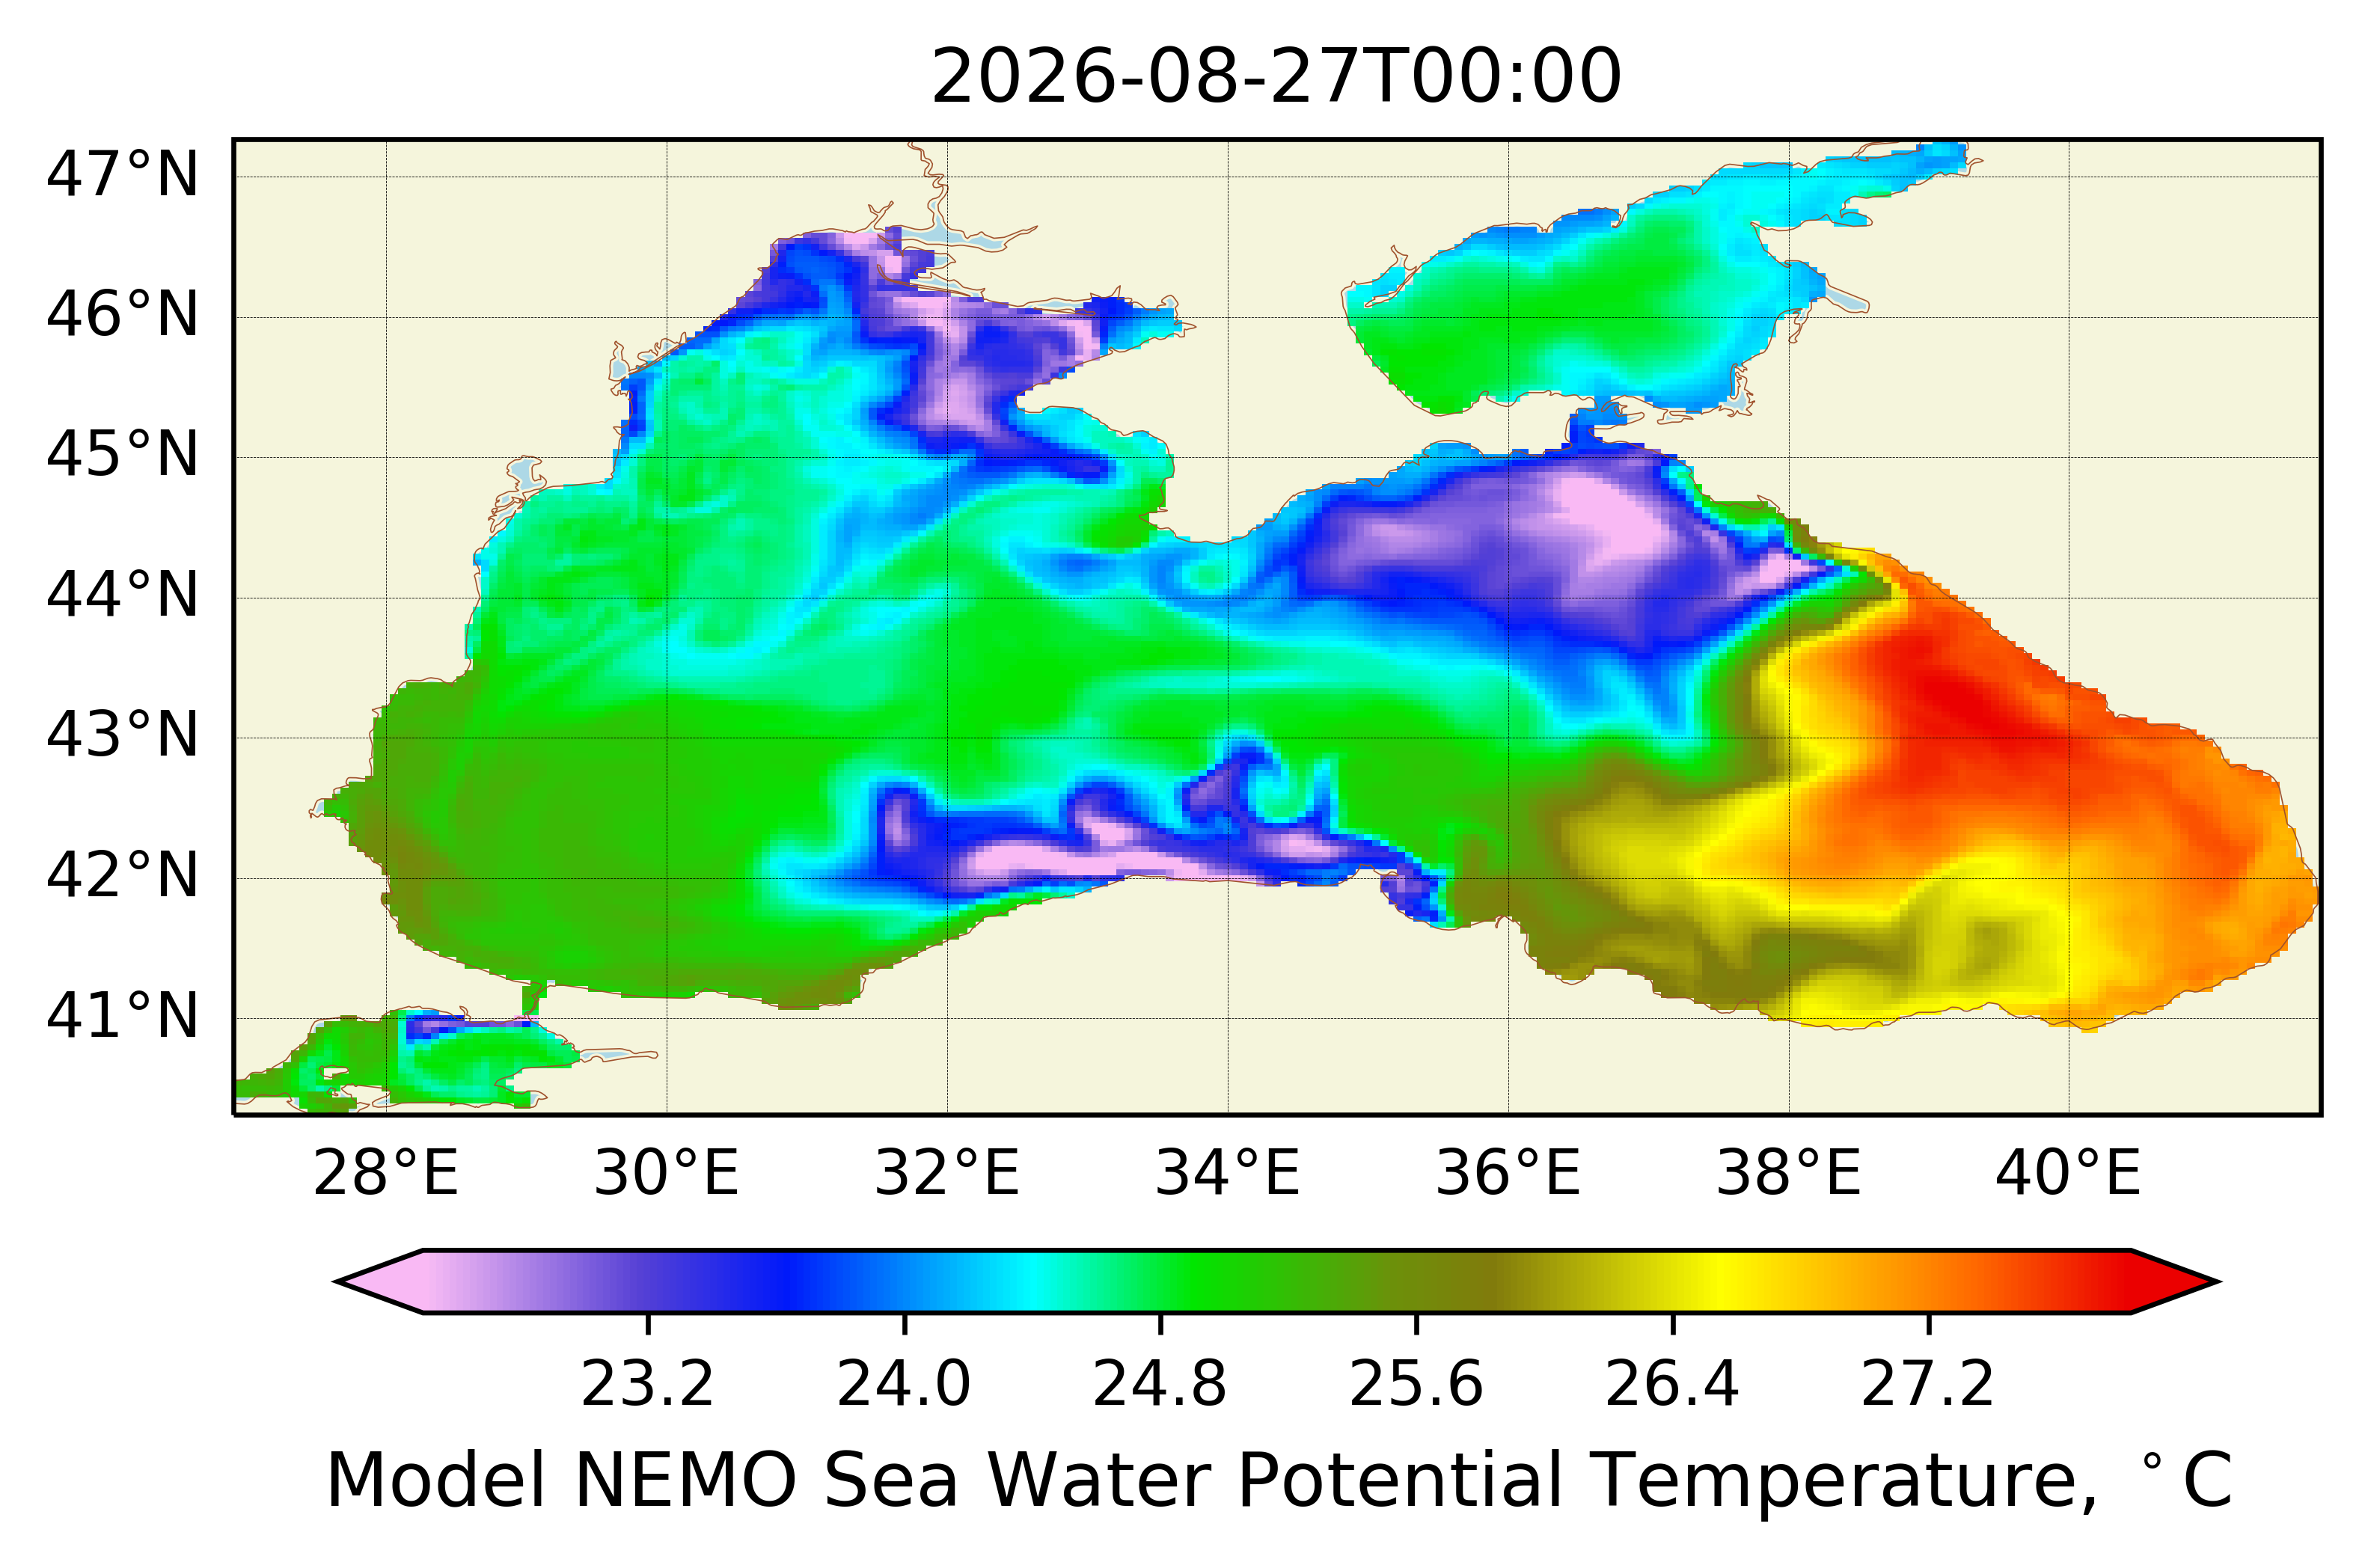 2026-08-27T00:00
47°N
46°N
45°N
44°N
43°N
42°N
41°N
28°E 30°E 32°E 34°E 36°E 38°E 40°E
23.2 24.0 24.8 25.6 26.4 27.2
Model NEMO Sea Water Potential Temperature, °C